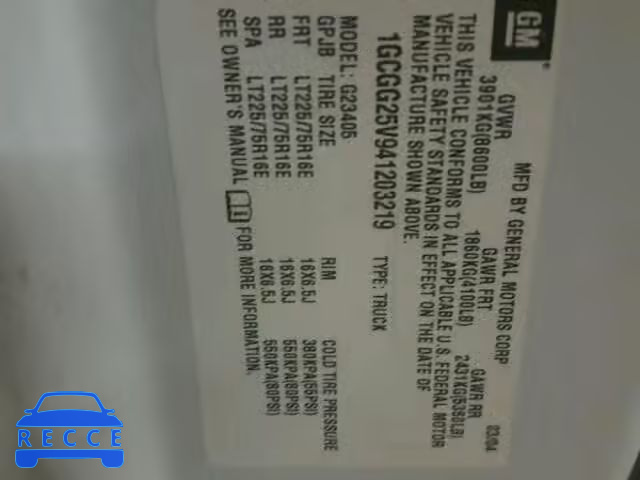 GM
MFD BY GENERAL MOTORS CORP 03/04
GVWR GAWR FRT GAWR RR
3901KG(8600LB) 1860KG(4100LB) 2431KG(5360LB)
THIS VEHICLE CONFORMS TO ALL APPLICABLE U.S. FEDERAL MOTOR
VEHICLE SAFETY STANDARDS IN EFFECT ON THE DATE OF
MANUFACTURE SHOWN ABOVE.
1GCGG25V941203219 TYPE: TRUCK
MODEL: G23405
GPJB TIRE SIZE RIM COLD TIRE PRESSURE
FRT LT225/75R16E 16X6.5J 380KPA(55PSI)
RR LT225/75R16E 16X6.5J 550KPA(80PSI)
SPA LT225/75R16E 16X6.5J 550KPA(80PSI)
SEE OWNER'S MANUAL FOR MORE INFORMATION.
RECCE